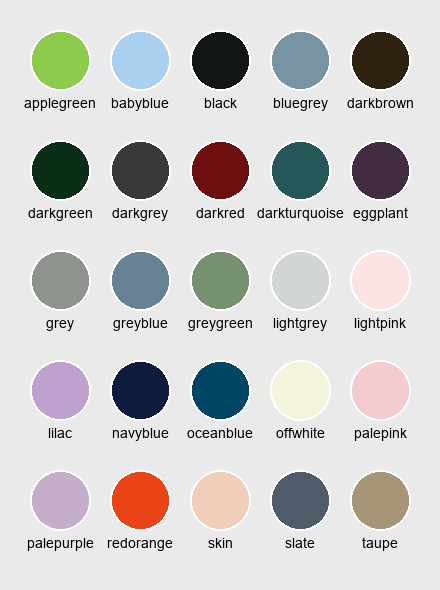 applegreen babyblue black bluegrey darkbrown
darkgreen darkgrey darkred darkturquoise eggplant
grey greyblue greygreen lightgrey lightpink
lilac navyblue oceanblue offwhite palepink
palepurple redorange skin slate taupe